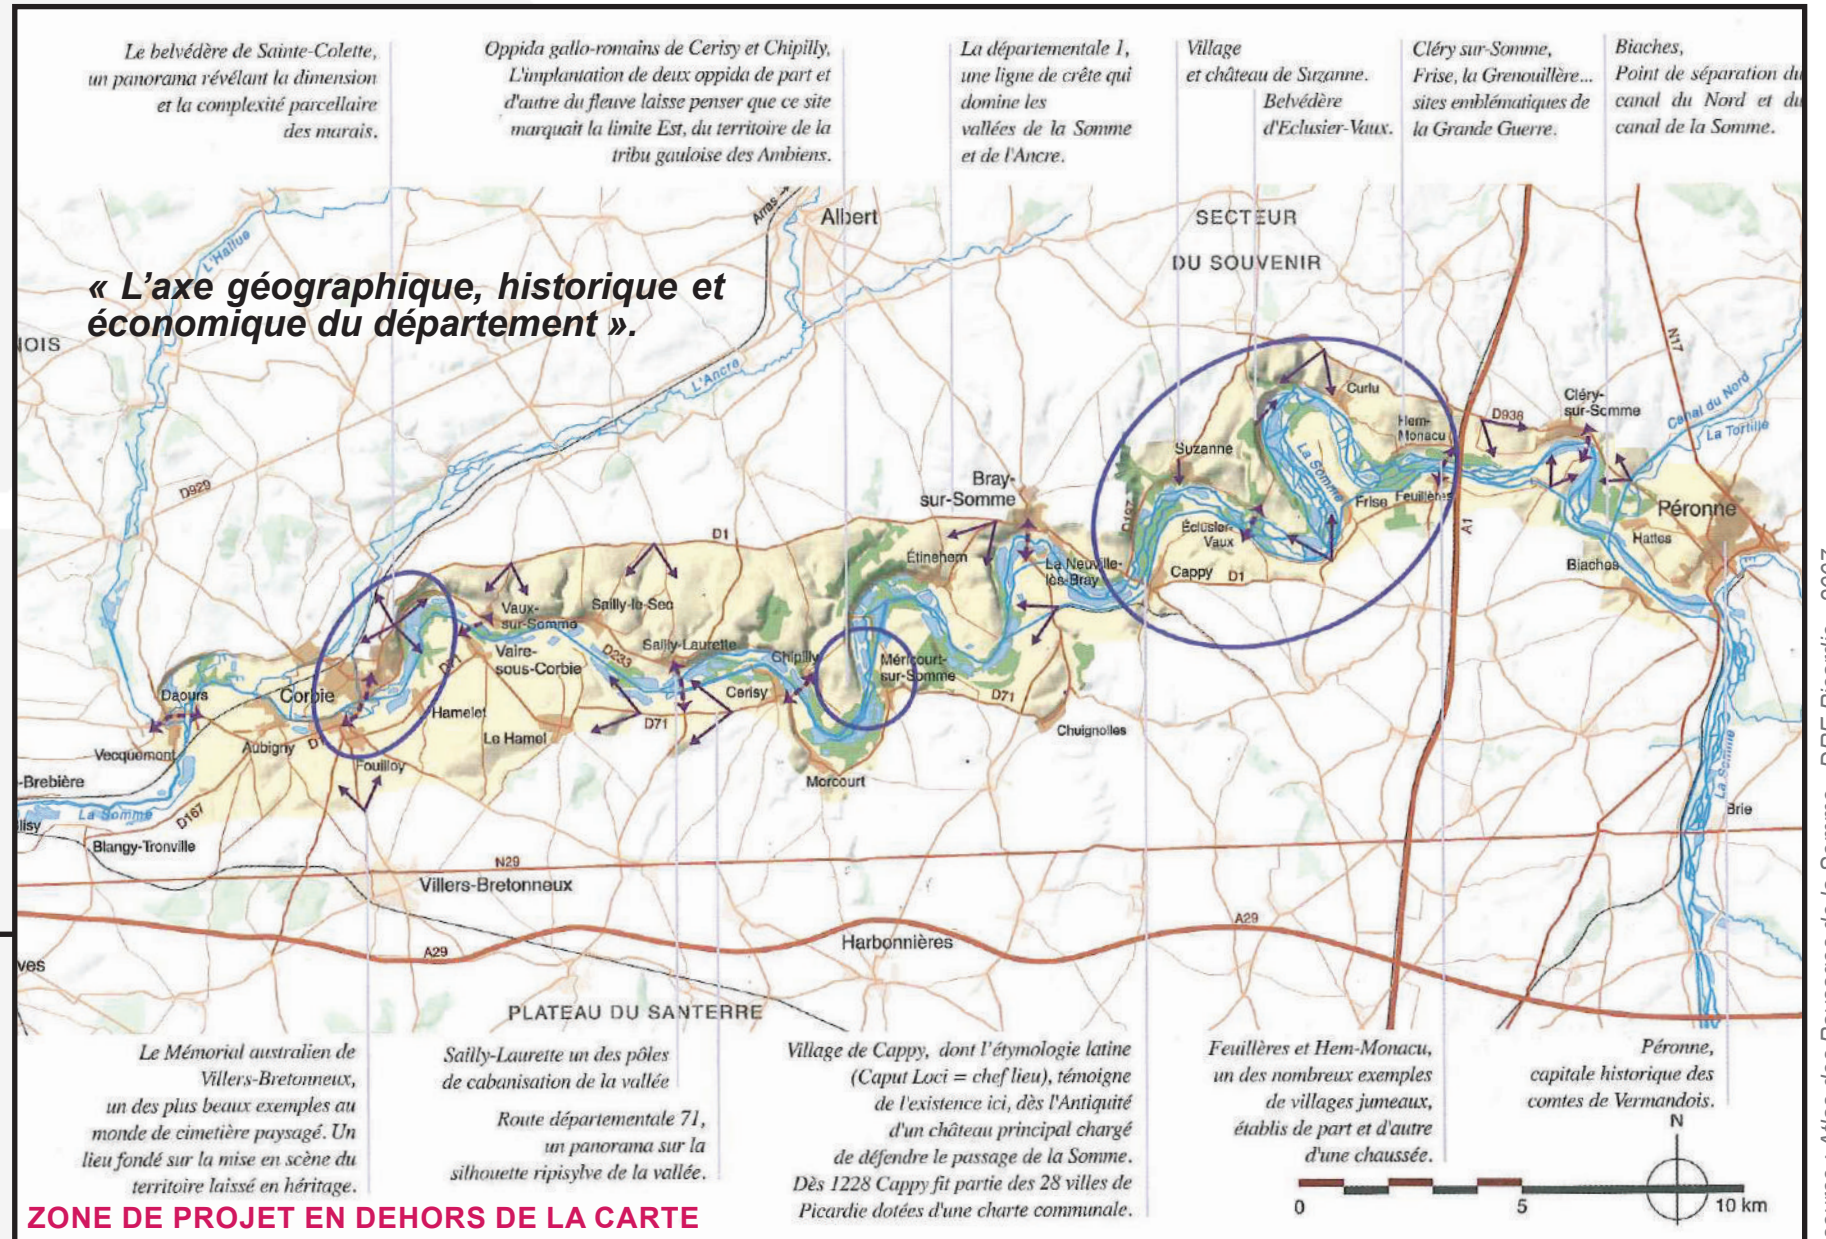 Le belvédère de Sainte-Colette,
un panorama révélant la dimension
et la complexité parcellaire
des marais.
Oppida gallo-romains de Cerisy et Chipilly,
L'implantation de deux oppida de part et
d'autre du fleuve laisse penser que ce site
marquait la limite Est, du territoire de la
tribu gauloise des Ambiens.
La départementale 1,
une ligne de crête qui
domine les
vallées de la Somme
et de l'Ancre.
Village
et château de Suzanne.
Belvédère
d'Eclusier-Vaux.
Cléry sur-Somme,
Frise, la Grenouillère...
sites emblématiques de
la Grande Guerre.
Biaches,
Point de séparation du
canal du Nord et du
canal de la Somme.
« L'axe géographique, historique et
économique du département ».
NOIS
L'Hallue
Arras
Albert
L'Ancre
SECTEUR
DU SOUVENIR
N17
Canal du Nord
La Tortille
D929
D1
Bray-
sur-Somme
Étinehem
La Neuville-
lès-Bray
D197
Suzanne
Éclusier-
Vaux
Cappy
D1
La Somme
Curlu
Hem-
Monacu
Frise
Feuillères
A1
D938
Cléry-
sur-Somme
Péronne
Halles
Biaches
Vaux-
sur-Somme
Sailly-le-Sec
Vaire-
sous-Corbie
D233
Sailly-Laurette
Chipilly
Cerisy
Méricourt-
sur-Somme
D71
Chuignolles
Morcourt
D71
Le Hamel
Hamelet
D71
Corbie
Daours
Aubigny
D1
Fouilloy
Vecquemont
-Brebière
La Somme
D167
Blangy-Tronville
La Somme
Brie
N29
Villers-Bretonneux
A29
Harbonnières
A29
PLATEAU DU SANTERRE
Le Mémorial australien de
Villers-Bretonneux,
un des plus beaux exemples au
monde de cimetière paysagé. Un
lieu fondé sur la mise en scène du
territoire laissé en héritage.
Sailly-Laurette un des pôles
de cabanisation de la vallée
Route départementale 71,
un panorama sur la
silhouette ripisylve de la vallée.
Village de Cappy, dont l'étymologie latine
(Caput Loci = chef lieu), témoigne
de l'existence ici, dès l'Antiquité
d'un château principal chargé
de défendre le passage de la Somme.
Dès 1228 Cappy fit partie des 28 villes de
Picardie dotées d'une charte communale.
Feuillères et Hem-Monacu,
un des nombreux exemples
de villages jumeaux,
établis de part et d'autre
d'une chaussée.
Péronne,
capitale historique des
comtes de Vermandois.
N
0 5 10 km
ZONE DE PROJET EN DEHORS DE LA CARTE